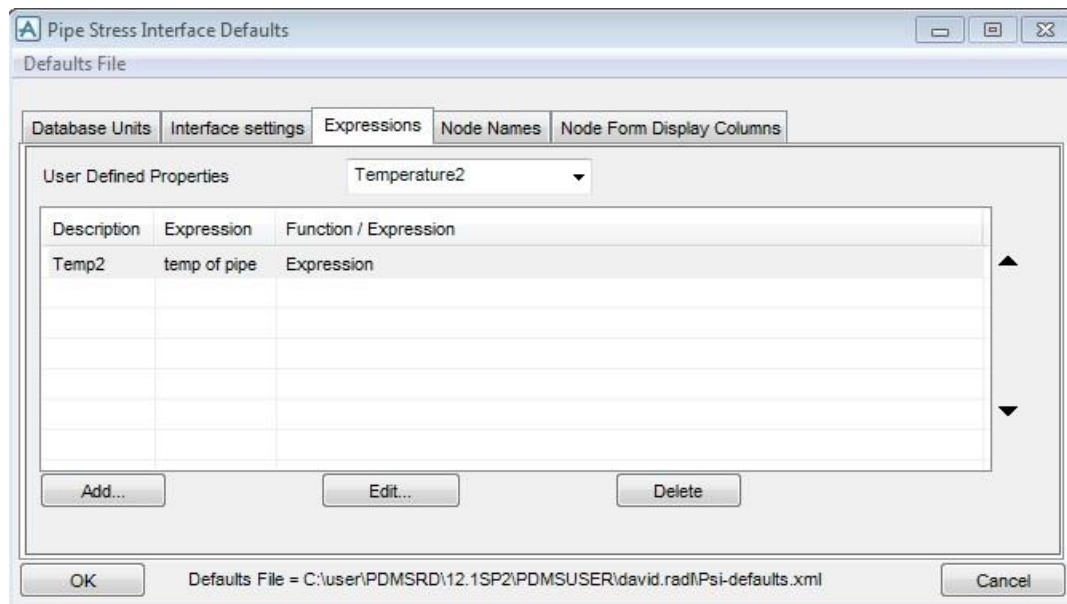 Pipe Stress Interface Defaults
Defaults File
Database Units Interface settings Expressions Node Names Node Form Display Columns
User Defined Properties Temperature2
Description Expression Function / Expression
Temp2 temp of pipe Expression
Add... Edit... Delete
OK Defaults File = C:\user\PDMSRD\12.1SP2\PDMSUSER\david.radl\Psi-defaults.xml Cancel